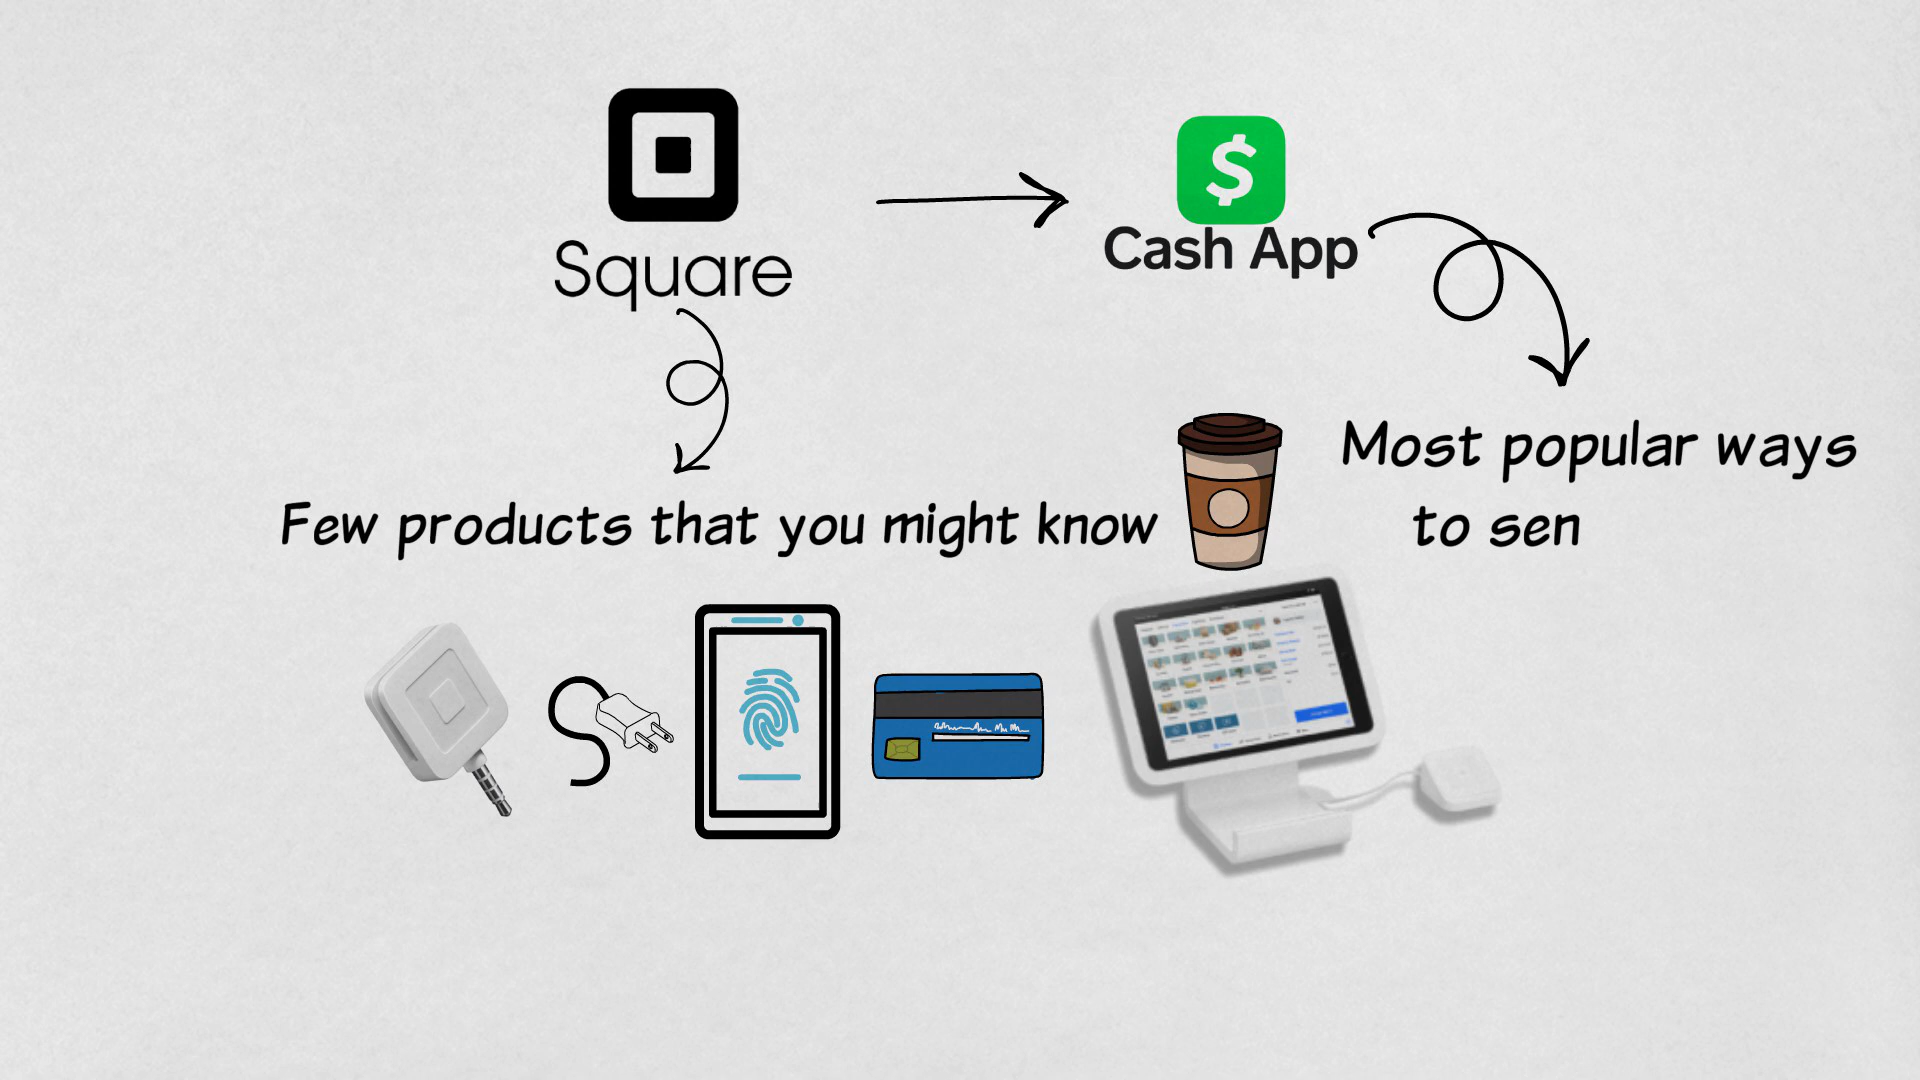 Square
Cash App
Most popular ways
to sen
Few products that you might know